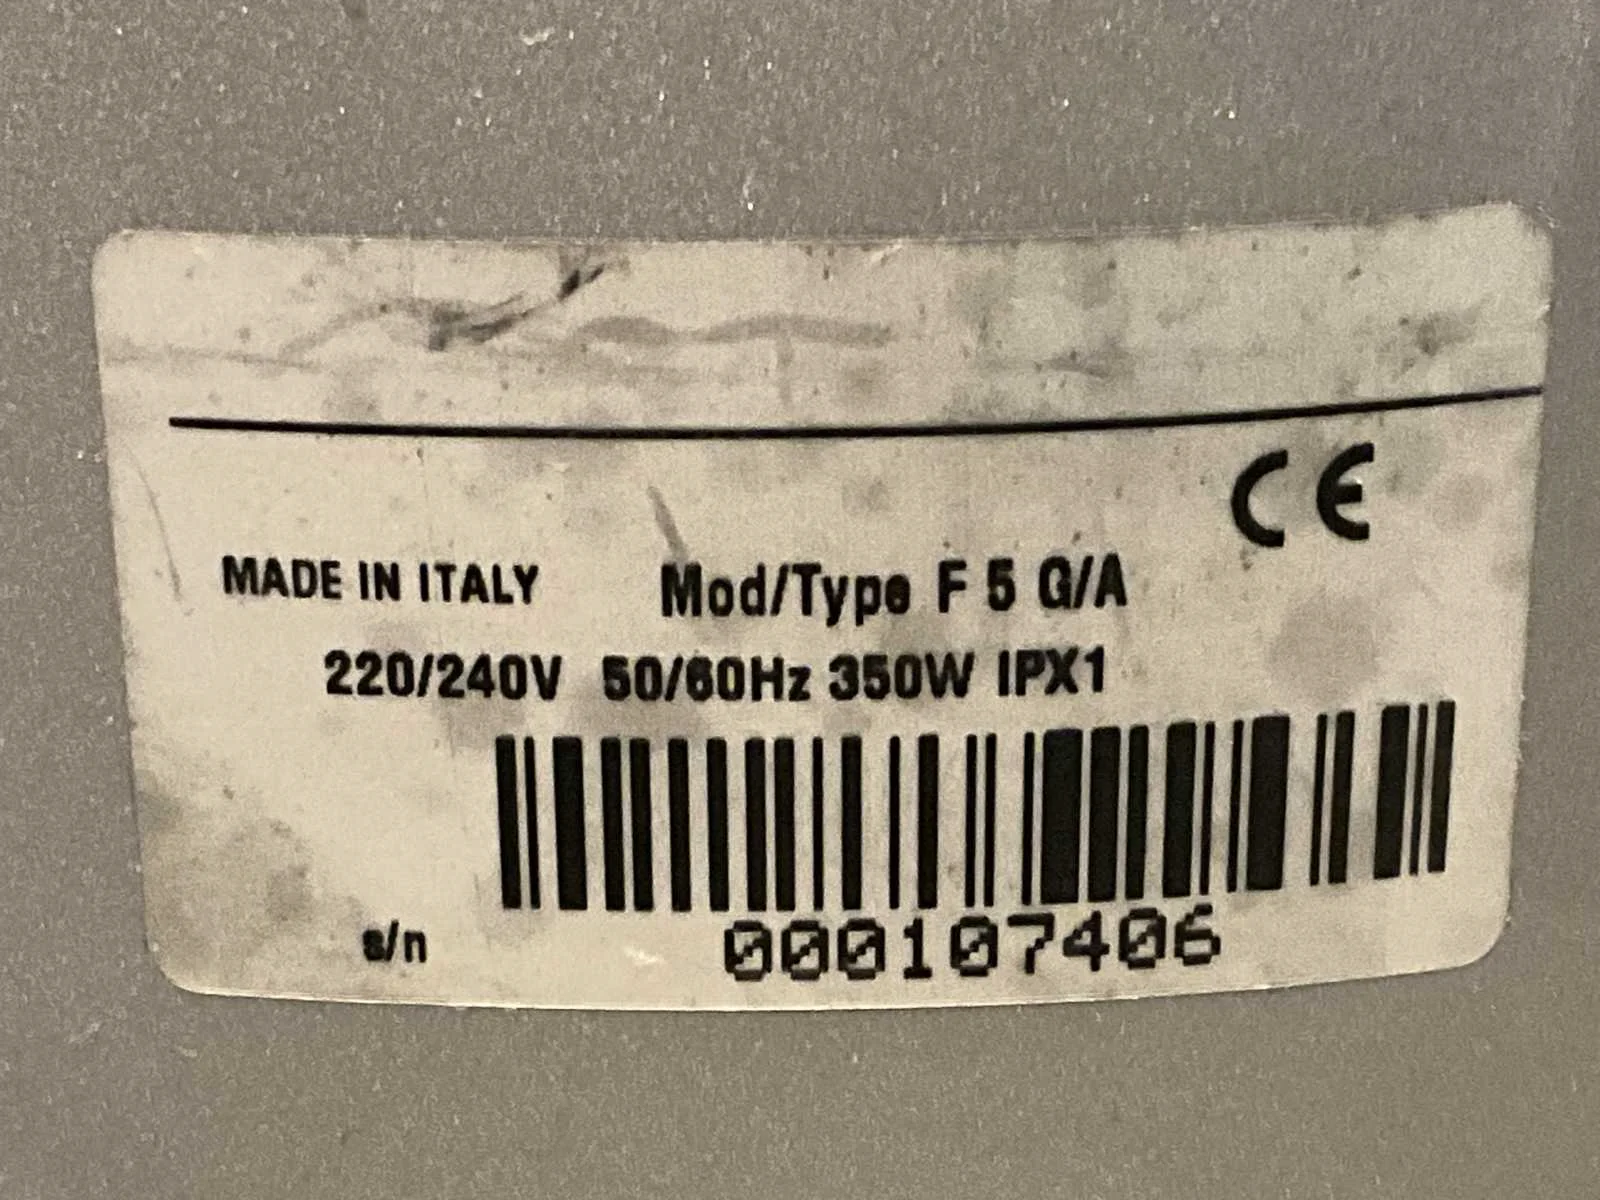 CE
MADE IN ITALY Mod/Type F 5 G/A
220/240V 50/60Hz 350W IPX1
s/n 000107406